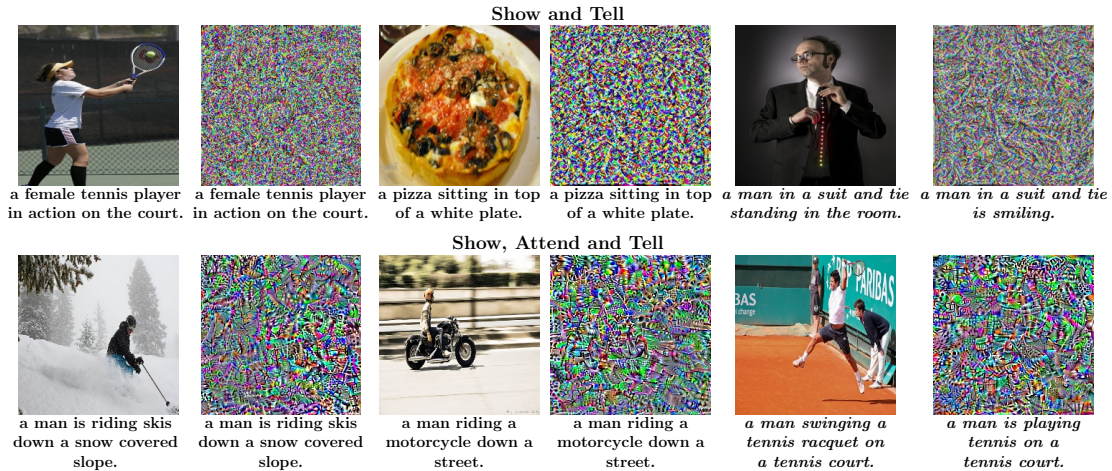 Show and Tell
a female tennis player
in action on the court.
a female tennis player
in action on the court.
a pizza sitting in top
of a white plate.
a pizza sitting in top
of a white plate.
a man in a suit and tie
standing in the room.
a man in a suit and tie
is smiling.
Show, Attend and Tell
PARIBAS
BAS
change
a man is riding skis
down a snow covered
slope.
a man is riding skis
down a snow covered
slope.
a man riding a
motorcycle down a
street.
a man riding a
motorcycle down a
street.
a man swinging a
tennis racquet on
a tennis court.
a man is playing
tennis on a
tennis court.